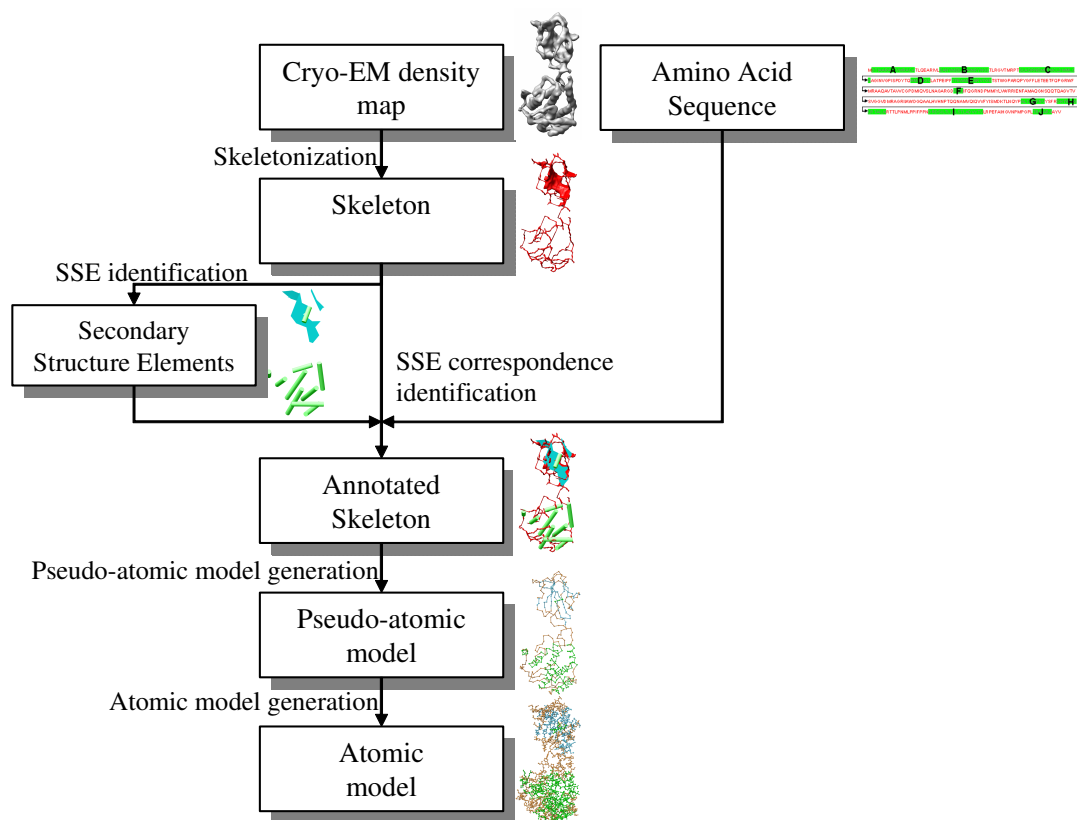 Cryo-EM density
map
Amino Acid
Sequence
A
B
C
D
E
F
G
H
I
J
Skeletonization
Skeleton
SSE identification
Secondary
Structure Elements
SSE correspondence
identification
Annotated
Skeleton
Pseudo-atomic model generation
Pseudo-atomic
model
Atomic model generation
Atomic
model